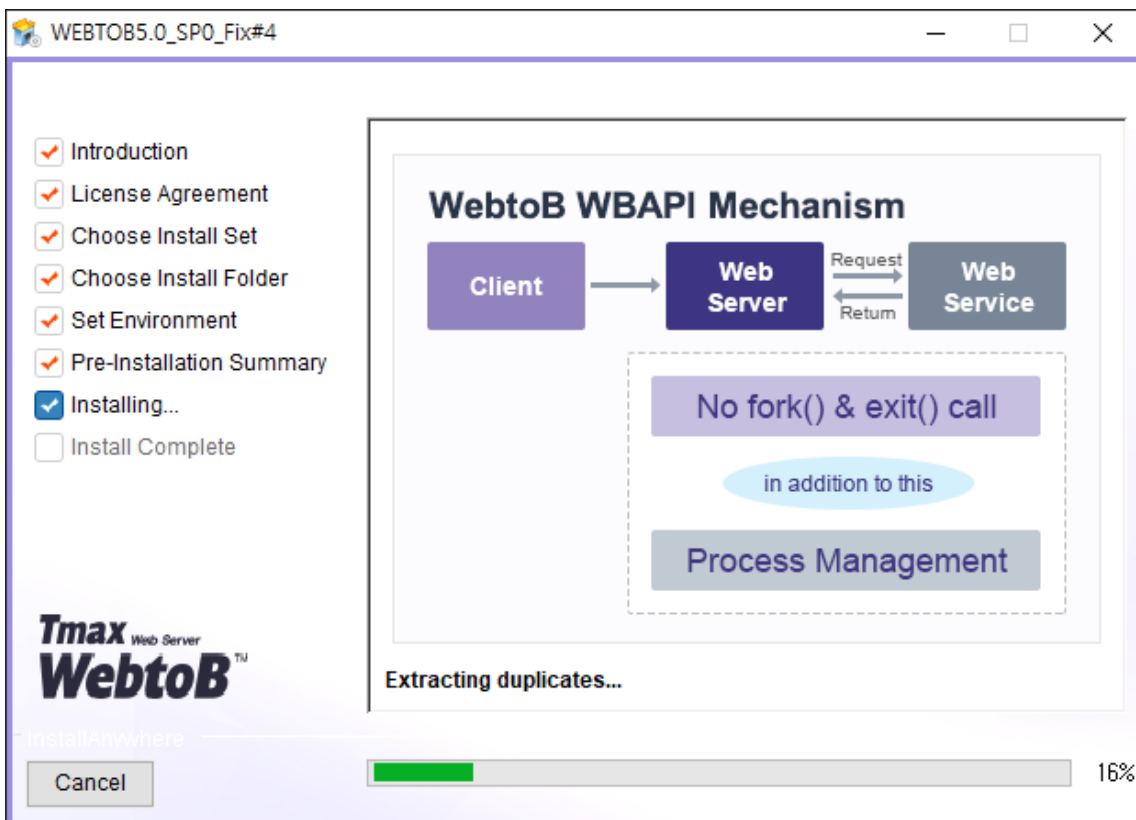 WEBTOB5.0_SP0_Fix#4
Introduction
License Agreement
Choose Install Set
Choose Install Folder
Set Environment
Pre-Installation Summary
Installing...
Install Complete
WebtoB WBAPI Mechanism
Client
Web
Server
Request
Return
Web
Service
No fork() & exit() call
in addition to this
Process Management
Tmax Web Server
WebtoB™
Extracting duplicates...
InstallAnywhere
Cancel
16%